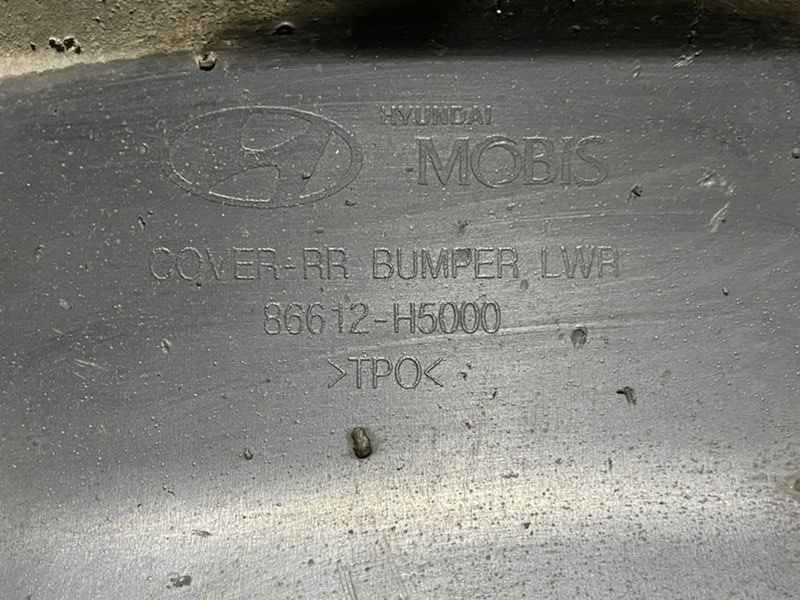 HYUNDAI
MOBIS
COVER-RR BUMPER LWR
86612-H5000
>TPO<